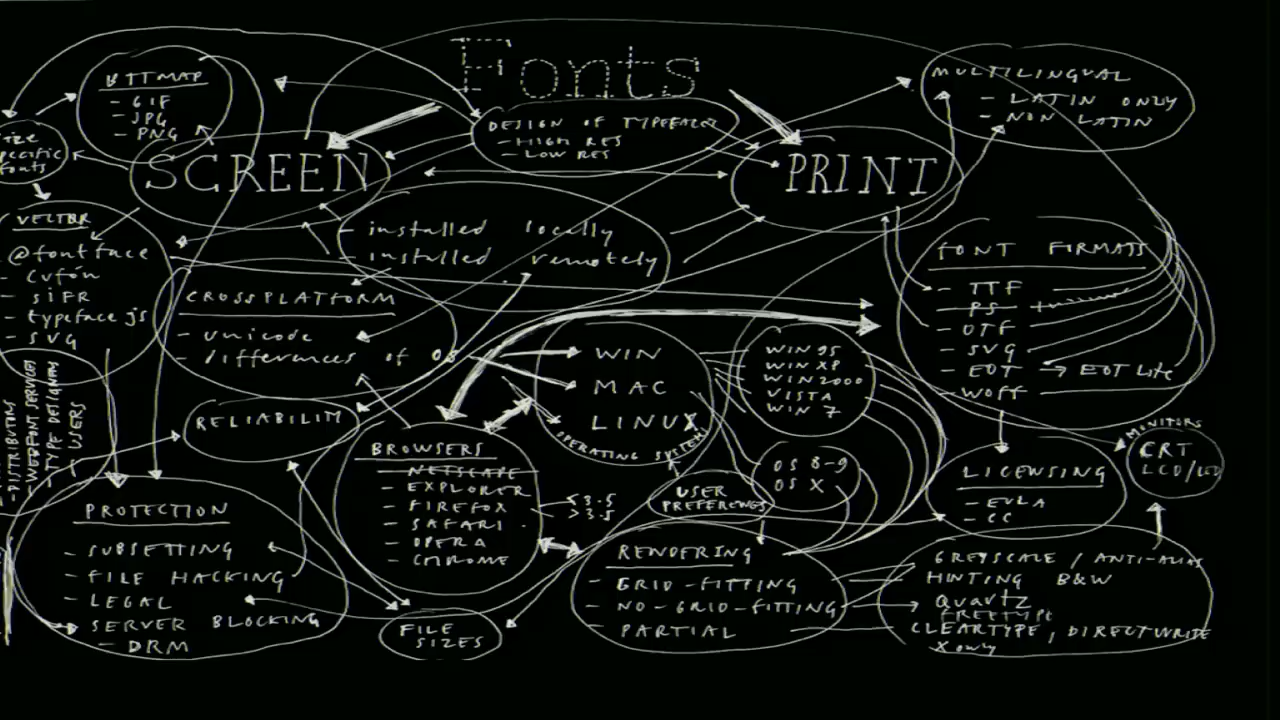 Fonts
BITMAP
- GIF
- JPG
- PNG
SCREEN
DESIGN OF TYPEFACES
- HIGH RES
- LOW RES
PRINT
MULTILINGUAL
- LATIN ONLY
- NON LATIN
size
specific
fonts
VECTOR
@fontface
- Cufón
- SIFR
- typeface.js
- SVG
- installed locally
- installed remotely
CROSSPLATFORM
- Unicode
- differences of OS
FONT FORMATS
- TTF
- PS
- OTF
- SVG
- EOT → EOT Lite
- WOFF
WIN
MAC
LINUX
OPERATING SYSTEMS
WIN 95
WIN XP
WIN 2000
VISTA
WIN 7
OS 8-9
OS X
- DISTRIBUTORS
- WEBFONT SERVICES
- TYPE DESIGNERS
- USERS
RELIABILITY
BROWSERS
- NETSCAPE
- EXPLORER
- FIREFOX
- SAFARI
- OPERA
- CHROME
< 3.5
> 3.5
USER
PREFERENCES
LICENSING
- EULA
- CC
MONITORS
CRT
LCD/LED
PROTECTION
- SUBSETTING
- FILE HACKING
- LEGAL
- SERVER BLOCKING
- DRM
FILE
SIZES
RENDERING
- GRID-FITTING
- NO-GRID-FITTING
- PARTIAL
GREYSCALE / ANTI-ALIAS
HINTING B&W
Quartz
FREETYPE
CLEARTYPE, DIRECTWRITE
X only